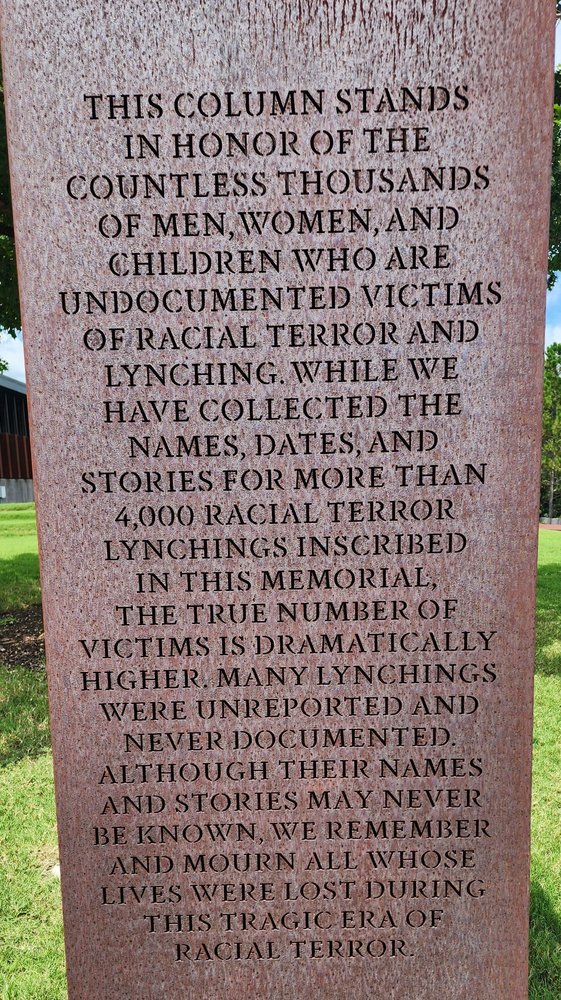 THIS COLUMN STANDS
IN HONOR OF THE
COUNTLESS THOUSANDS
OF MEN, WOMEN, AND
CHILDREN WHO ARE
UNDOCUMENTED VICTIMS
OF RACIAL TERROR AND
LYNCHING. WHILE WE
HAVE COLLECTED THE
NAMES, DATES, AND
STORIES FOR MORE THAN
4,000 RACIAL TERROR
LYNCHINGS INSCRIBED
IN THIS MEMORIAL,
THE TRUE NUMBER OF
VICTIMS IS DRAMATICALLY
HIGHER. MANY LYNCHINGS
WERE UNREPORTED AND
NEVER DOCUMENTED.
ALTHOUGH THEIR NAMES
AND STORIES MAY NEVER
BE KNOWN, WE REMEMBER
AND MOURN ALL WHOSE
LIVES WERE LOST DURING
THIS TRAGIC ERA OF
RACIAL TERROR.